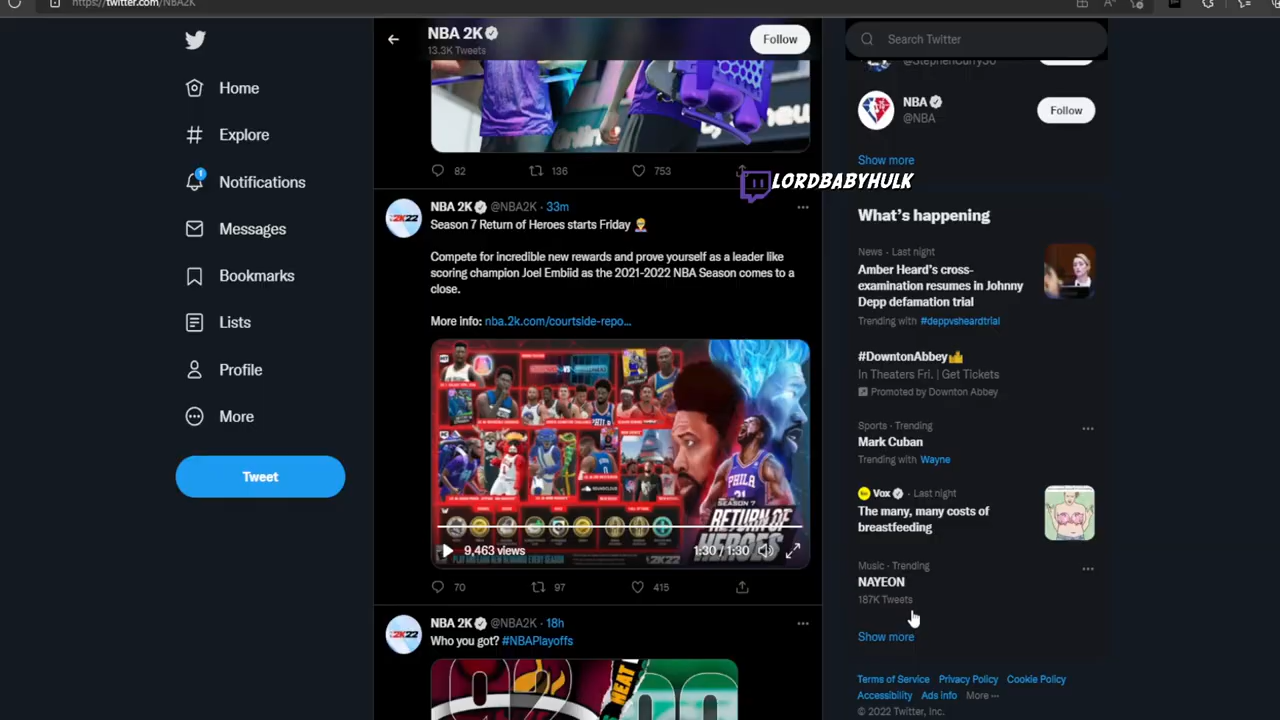 https://twitter.com/NBA2K
Home
Explore
1
Notifications
Messages
Bookmarks
Lists
Profile
More
Tweet
NBA 2K
13.3K Tweets
Follow
82
136
753
NBA 2K @NBA2K · 33m
Season 7 Return of Heroes starts Friday
Compete for incredible new rewards and prove yourself as a leader like
scoring champion Joel Embiid as the 2021-2022 NBA Season comes to a
close.
More info: nba.2k.com/courtside-repo...
PHILA
SEASON 7
RETURN OF
HEROES
2K22
9,463 views
1:30 / 1:30
70
97
415
NBA 2K @NBA2K · 18h
Who you got? #NBAPlayoffs
HEAT
LORDBABYHULK
Search Twitter
@StephenCurry30
NBA
@NBA
Follow
Show more
What's happening
News · Last night
Amber Heard's cross-
examination resumes in Johnny
Depp defamation trial
Trending with #deppvsheardtrial
#DowntonAbbey
In Theaters Fri. | Get Tickets
Promoted by Downton Abbey
Sports · Trending
Mark Cuban
Trending with Wayne
Vox · Last night
The many, many costs of
breastfeeding
Music · Trending
NAYEON
187K Tweets
Show more
Terms of Service Privacy Policy Cookie Policy
Accessibility Ads info More ···
© 2022 Twitter, Inc.